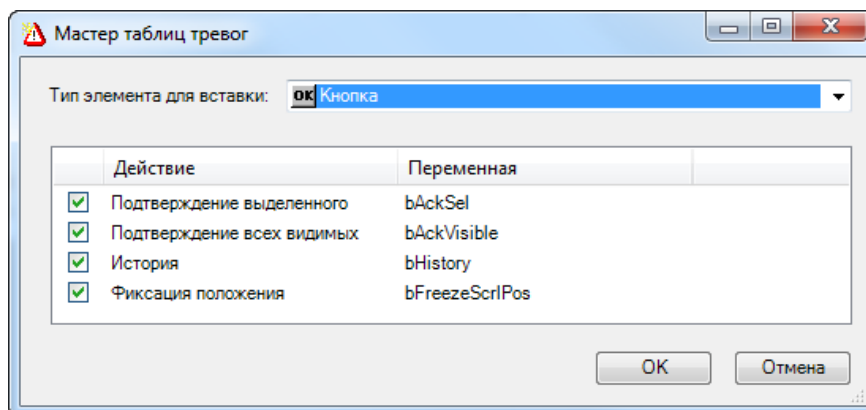 Мастер таблиц тревог
Тип элемента для вставки: OK Кнопка
Действие Переменная
Подтверждение выделенного bAckSel
Подтверждение всех видимых bAckVisible
История bHistory
Фиксация положения bFreezeScrlPos
OK Отмена